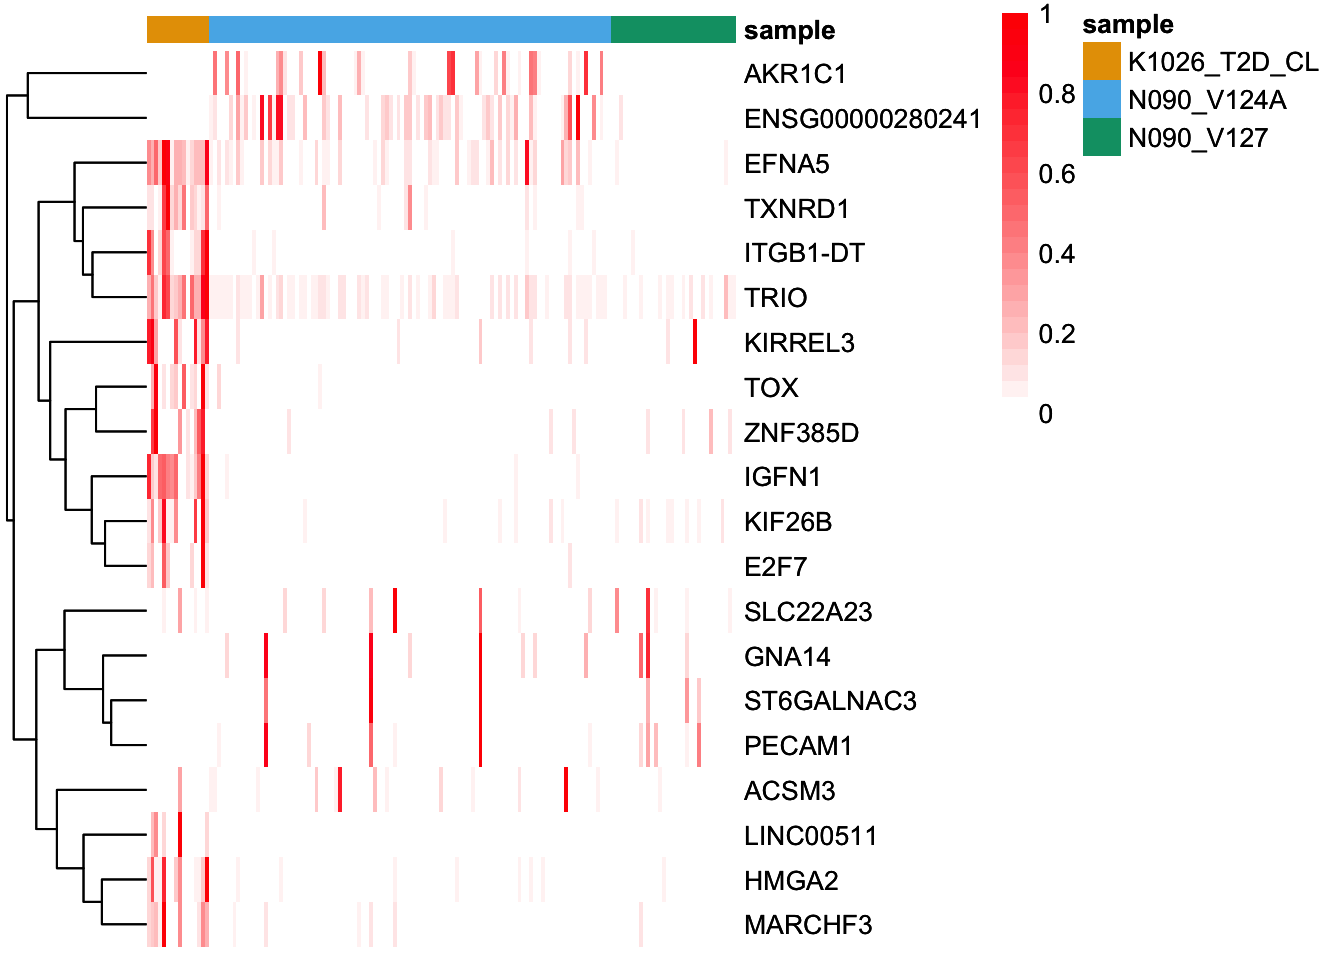 sample
AKR1C1
ENSG00000280241
EFNA5
TXNRD1
ITGB1-DT
TRIO
KIRREL3
TOX
ZNF385D
IGFN1
KIF26B
E2F7
SLC22A23
GNA14
ST6GALNAC3
PECAM1
ACSM3
LINC00511
HMGA2
MARCHF3
1
0.8
0.6
0.4
0.2
0
sample
K1026_T2D_CL
N090_V124A
N090_V127